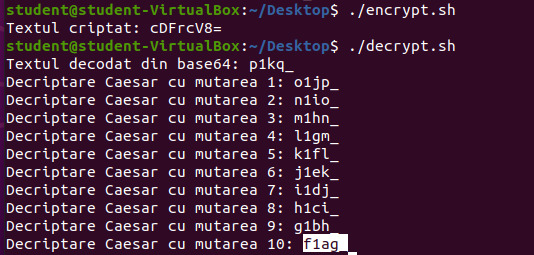 student@student-VirtualBox:~/Desktop$ ./encrypt.sh
Textul criptat: cDFrcV8=
student@student-VirtualBox:~/Desktop$ ./decrypt.sh
Textul decodat din base64: p1kq_
Decriptare Caesar cu mutarea 1: o1jp_
Decriptare Caesar cu mutarea 2: n1io_
Decriptare Caesar cu mutarea 3: m1hn_
Decriptare Caesar cu mutarea 4: l1gm_
Decriptare Caesar cu mutarea 5: k1fl_
Decriptare Caesar cu mutarea 6: j1ek_
Decriptare Caesar cu mutarea 7: i1dj_
Decriptare Caesar cu mutarea 8: h1ci_
Decriptare Caesar cu mutarea 9: g1bh_
Decriptare Caesar cu mutarea 10: f1ag_